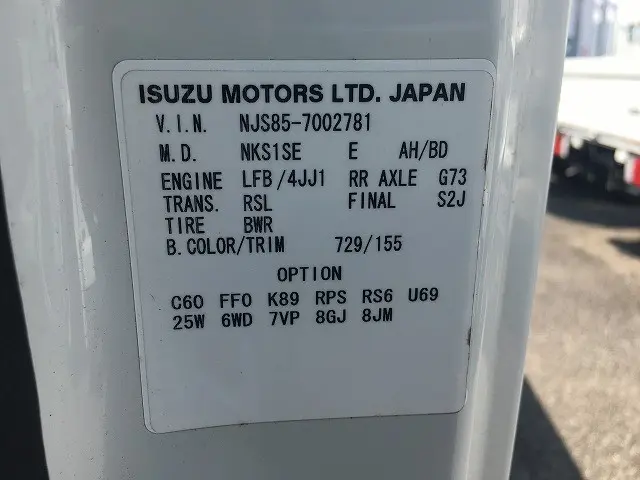 ISUZU MOTORS LTD. JAPAN
V.I.N. NJS85-7002781
M.D. NKS1SE E AH/BD
ENGINE LFB/4JJ1 RR AXLE G73
TRANS. RSL FINAL S2J
TIRE BWR
B.COLOR/TRIM 729/155
OPTION
C60 FF0 K89 RPS RS6 U69
25W 6WD 7VP 8GJ 8JM